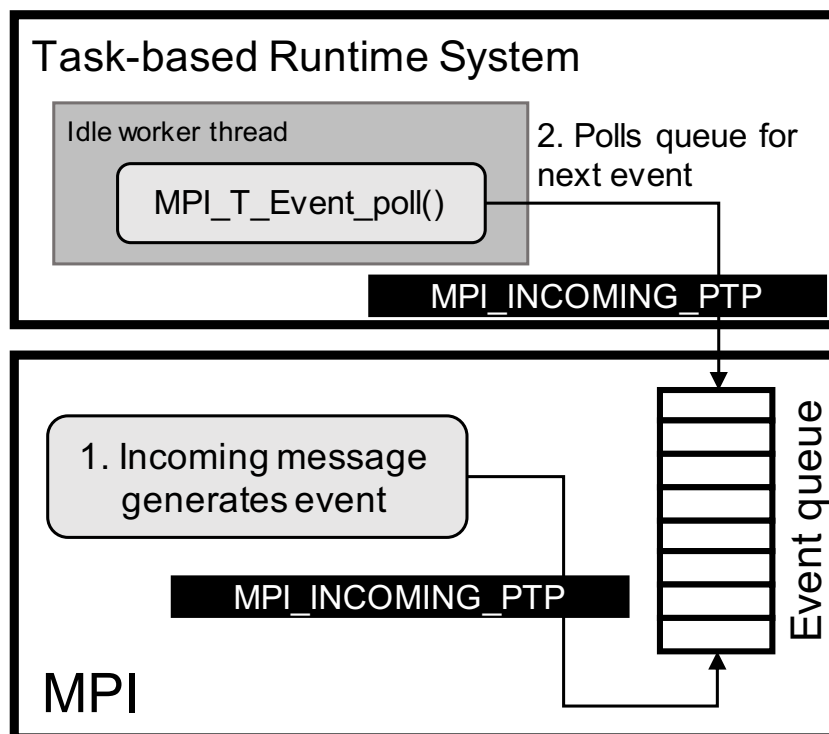 Task-based Runtime System
Idle worker thread
MPI_T_Event_poll()
2. Polls queue for
next event
MPI_INCOMING_PTP
1. Incoming message
generates event
MPI_INCOMING_PTP
Event queue
MPI